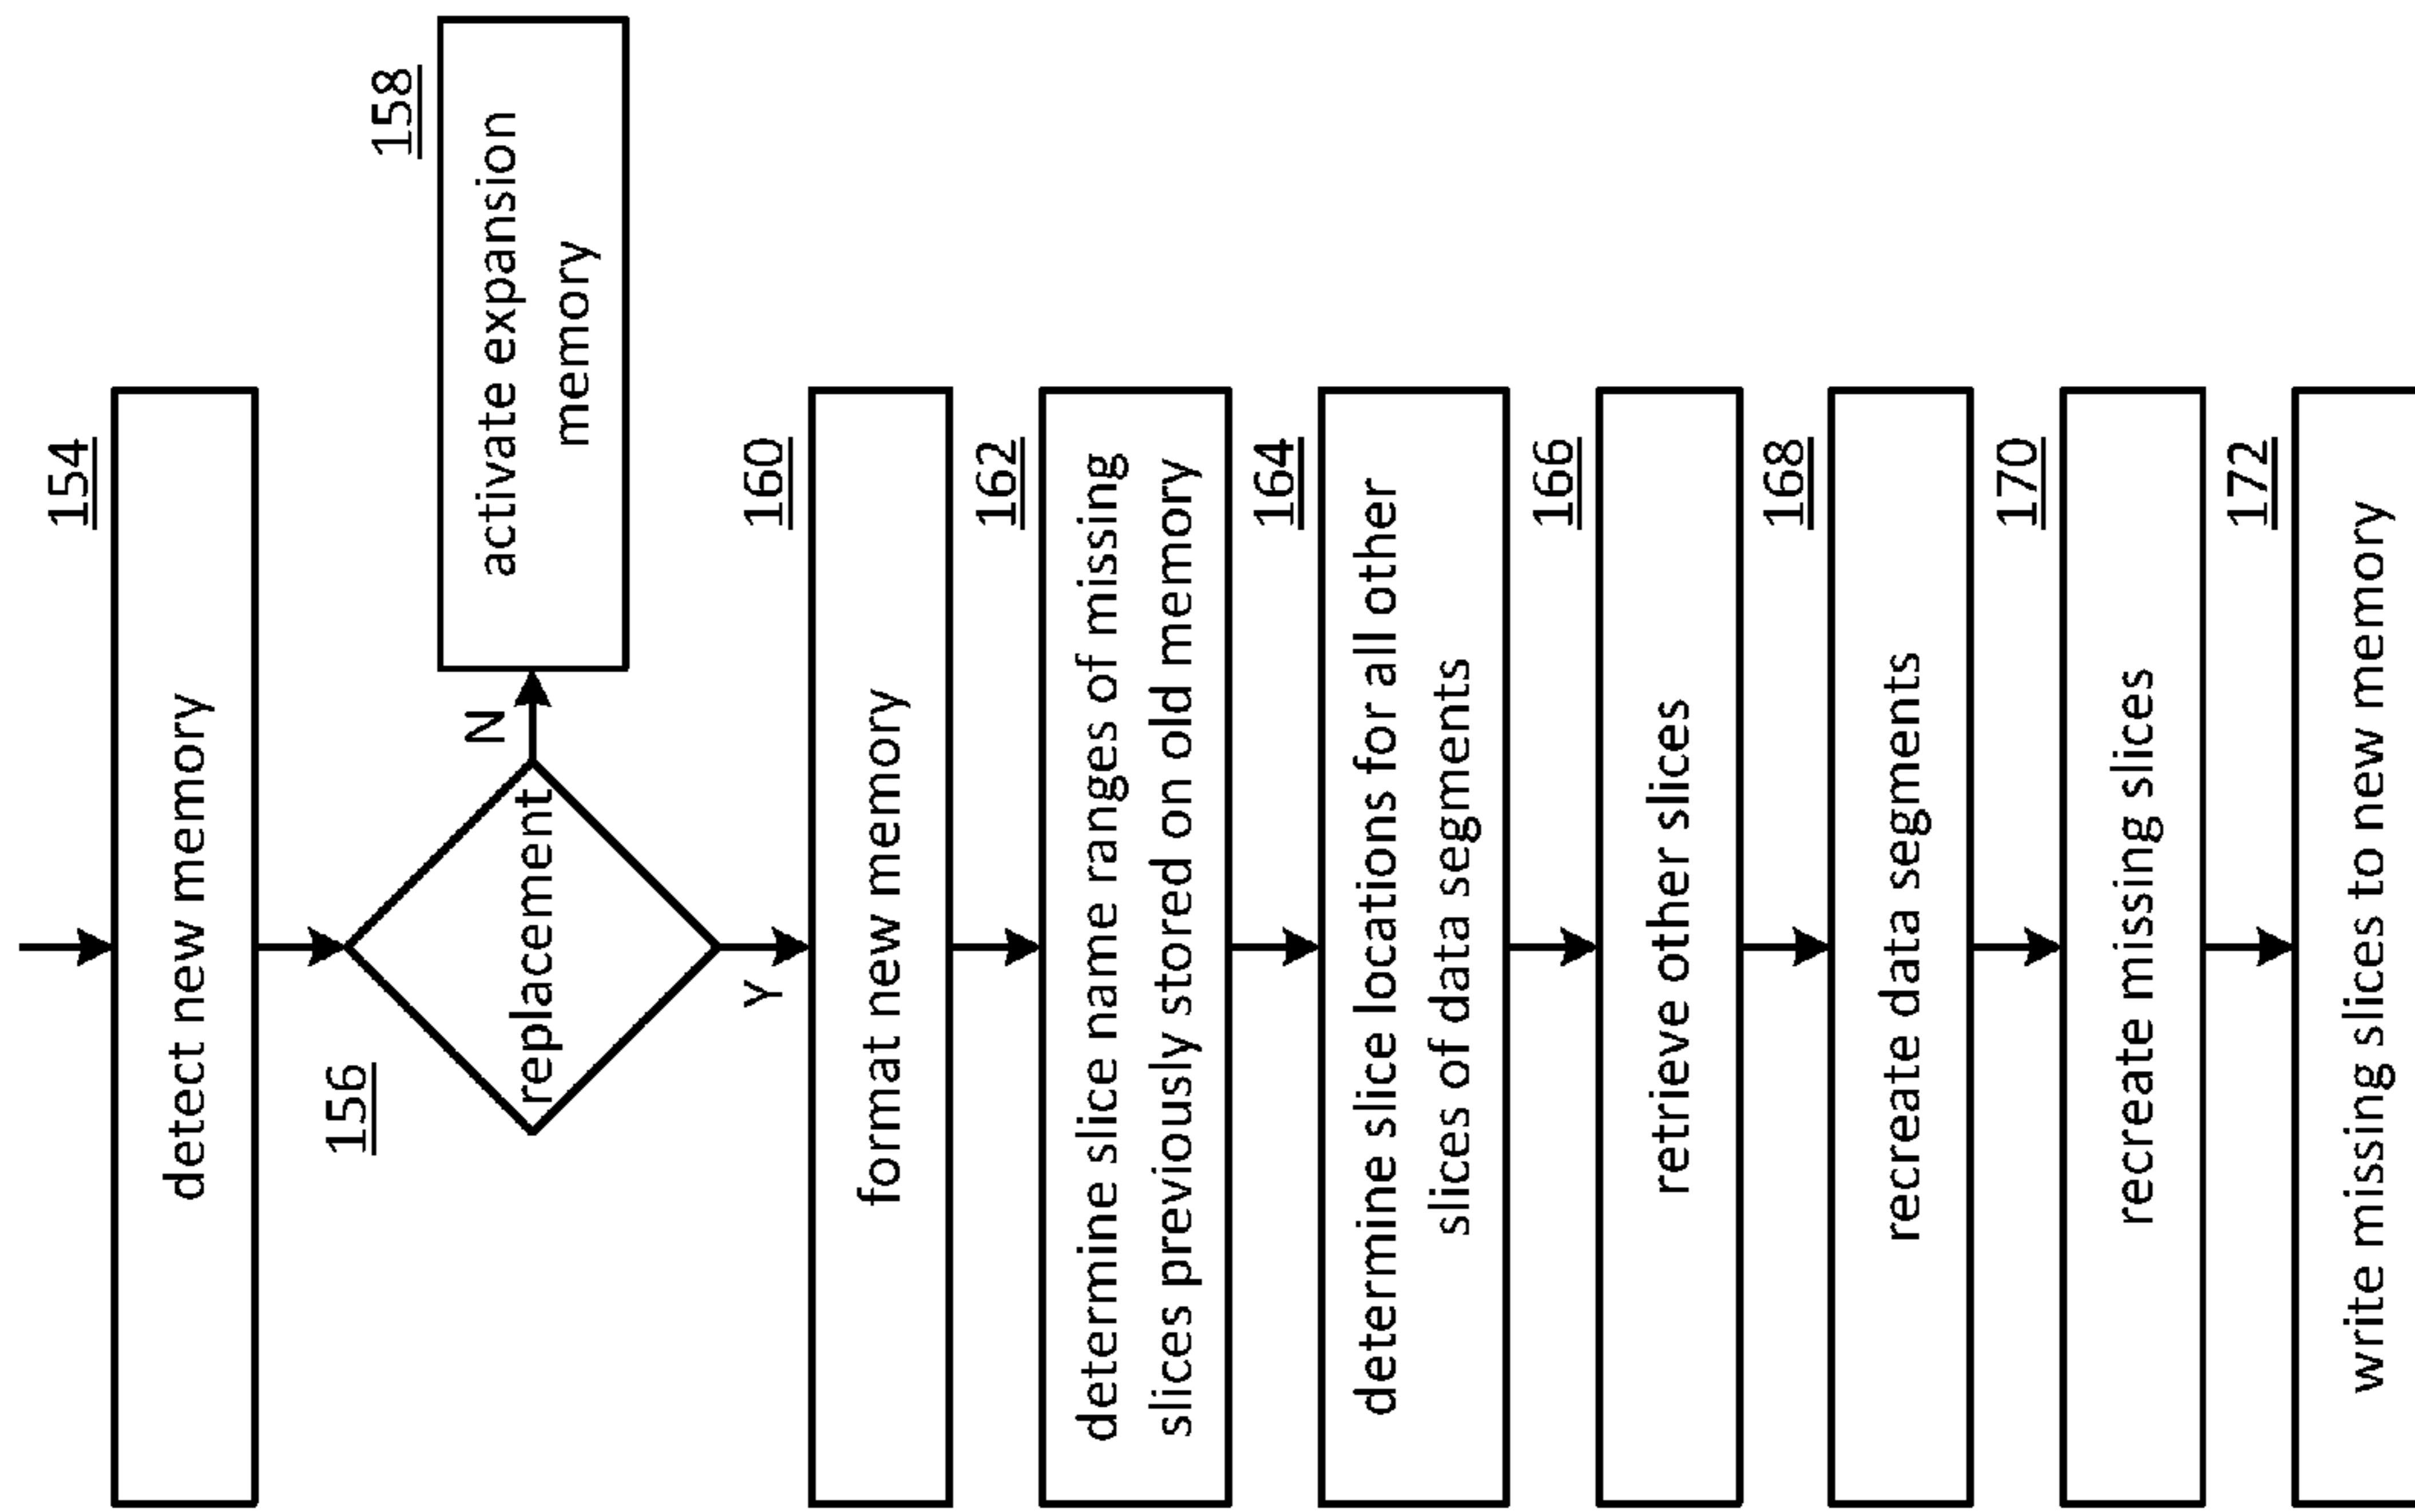 154
detect new memory
156
replacement
N
158
activate expansion
memory
Y
160
format new memory
162
determine slice name ranges of missing
slices previously stored on old memory
164
determine slice locations for all other
slices of data segments
166
retrieve other slices
168
recreate data segments
170
recreate missing slices
172
write missing slices to new memory